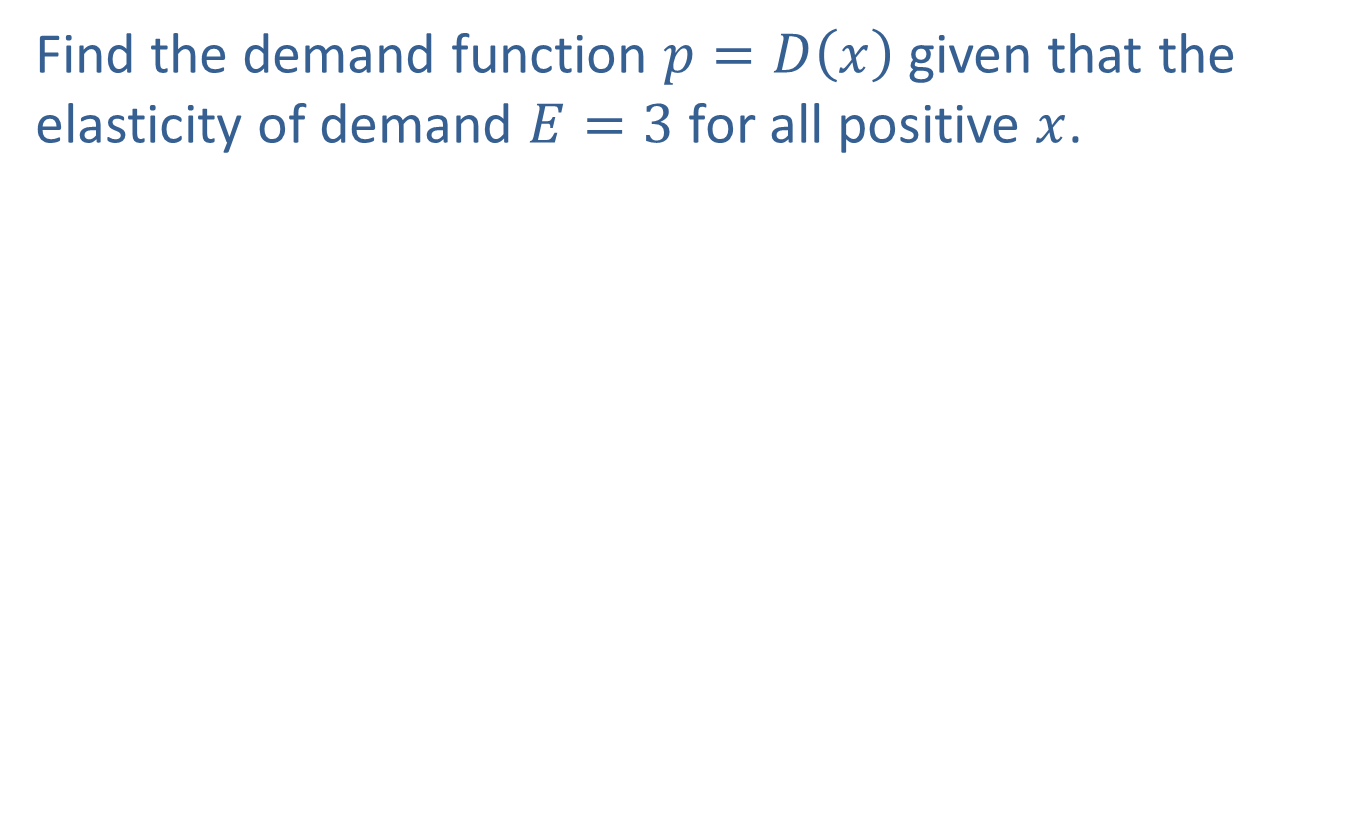 Find the demand function 𝑝 = 𝐷(𝑥) given that the
elasticity of demand 𝐸 = 3 for all positive 𝑥.